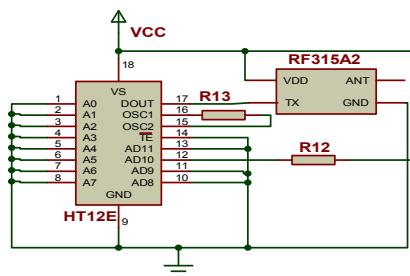 VCC
RF315A2
18
VS
VDD ANT
TX GND
R13
1 A0 DOUT 17
2 A1 OSC1 16
3 A2 OSC2 15
4 A3 TE 14
5 A4 AD11 13
6 A5 AD10 12
7 A6 AD9 11
8 A7 AD8 10
R12
GND
HT12E
9